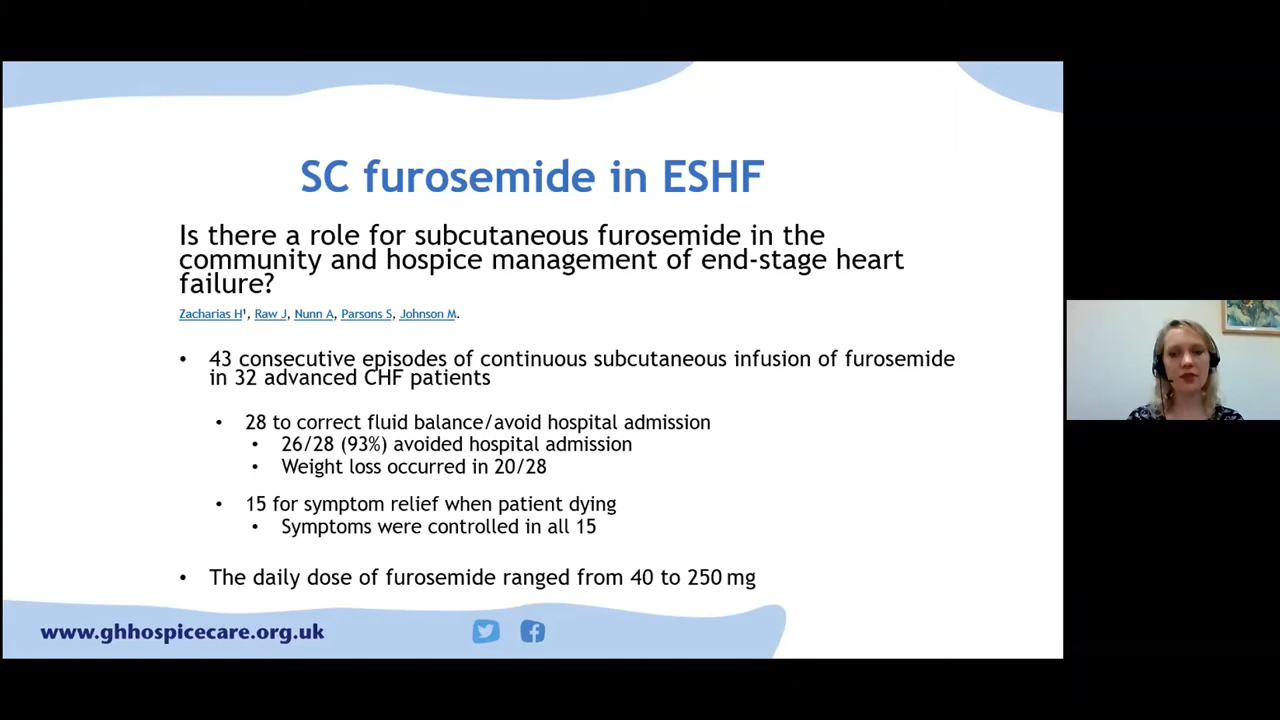 SC furosemide in ESHF
Is there a role for subcutaneous furosemide in the
community and hospice management of end-stage heart
failure?
Zacharias H¹, Raw J, Nunn A, Parsons S, Johnson M.
• 43 consecutive episodes of continuous subcutaneous infusion of furosemide
in 32 advanced CHF patients
• 28 to correct fluid balance/avoid hospital admission
• 26/28 (93%) avoided hospital admission
• Weight loss occurred in 20/28
• 15 for symptom relief when patient dying
• Symptoms were controlled in all 15
• The daily dose of furosemide ranged from 40 to 250 mg
www.ghhospicecare.org.uk